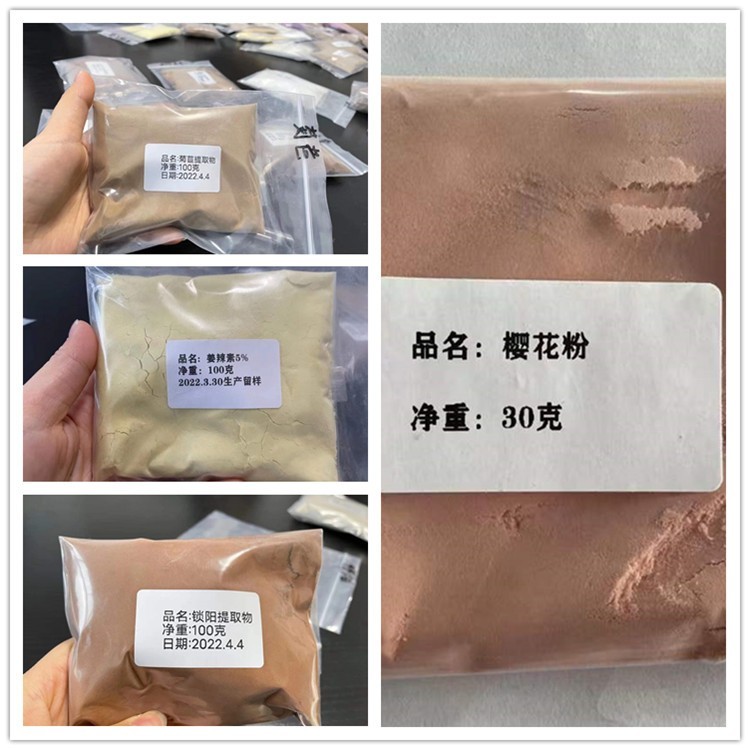 品名:菊苣提取物
净重:100克
日期:2022.4.4
品名: 姜辣素5%
净重: 100克
2022.3.30生产留样
品名:锁阳提取物
净重:100克
日期:2022.4.4
品名: 樱花粉
净重: 30克